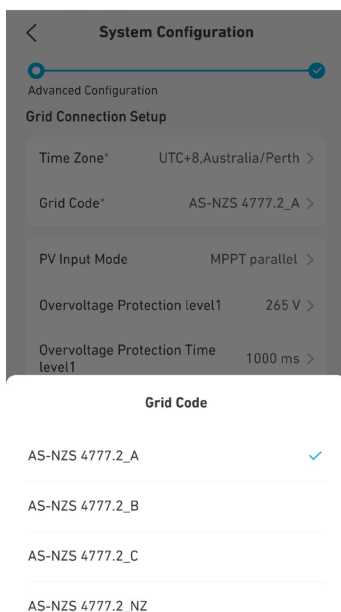 System Configuration
Advanced Configuration
Grid Connection Setup
Time Zone* UTC+8,Australia/Perth >
Grid Code* AS-NZS 4777.2_A >
PV Input Mode MPPT parallel >
Overvoltage Protection level1 265 V >
Overvoltage Protection Time
level1 1000 ms >
Grid Code
AS-NZS 4777.2_A
AS-NZS 4777.2_B
AS-NZS 4777.2_C
AS-NZS 4777.2_NZ